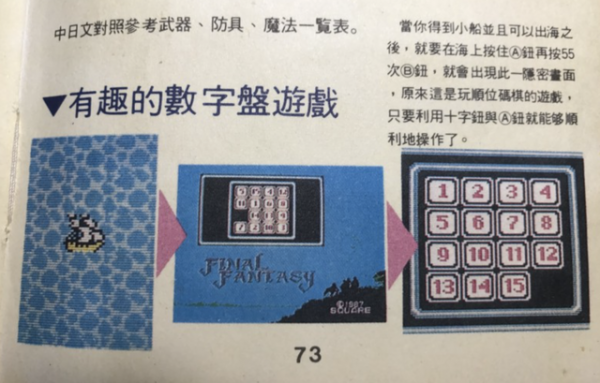 中日文對照參考武器、防具、魔法一覽表。
▼有趣的數字盤遊戲
當你得到小船並且可以出海之
後，就要在海上按住Ⓐ鈕再按55
次Ⓑ鈕，就會出現此一隱密畫面
，原來這是玩順位碼棋的遊戲，
只要利用十字鈕與Ⓐ鈕就能够順
利地操作了。
FINAL
FANTASY
©1987
SQUARE
1 2 3 4
5 6 7 8
9 10 11 12
13 14 15
73